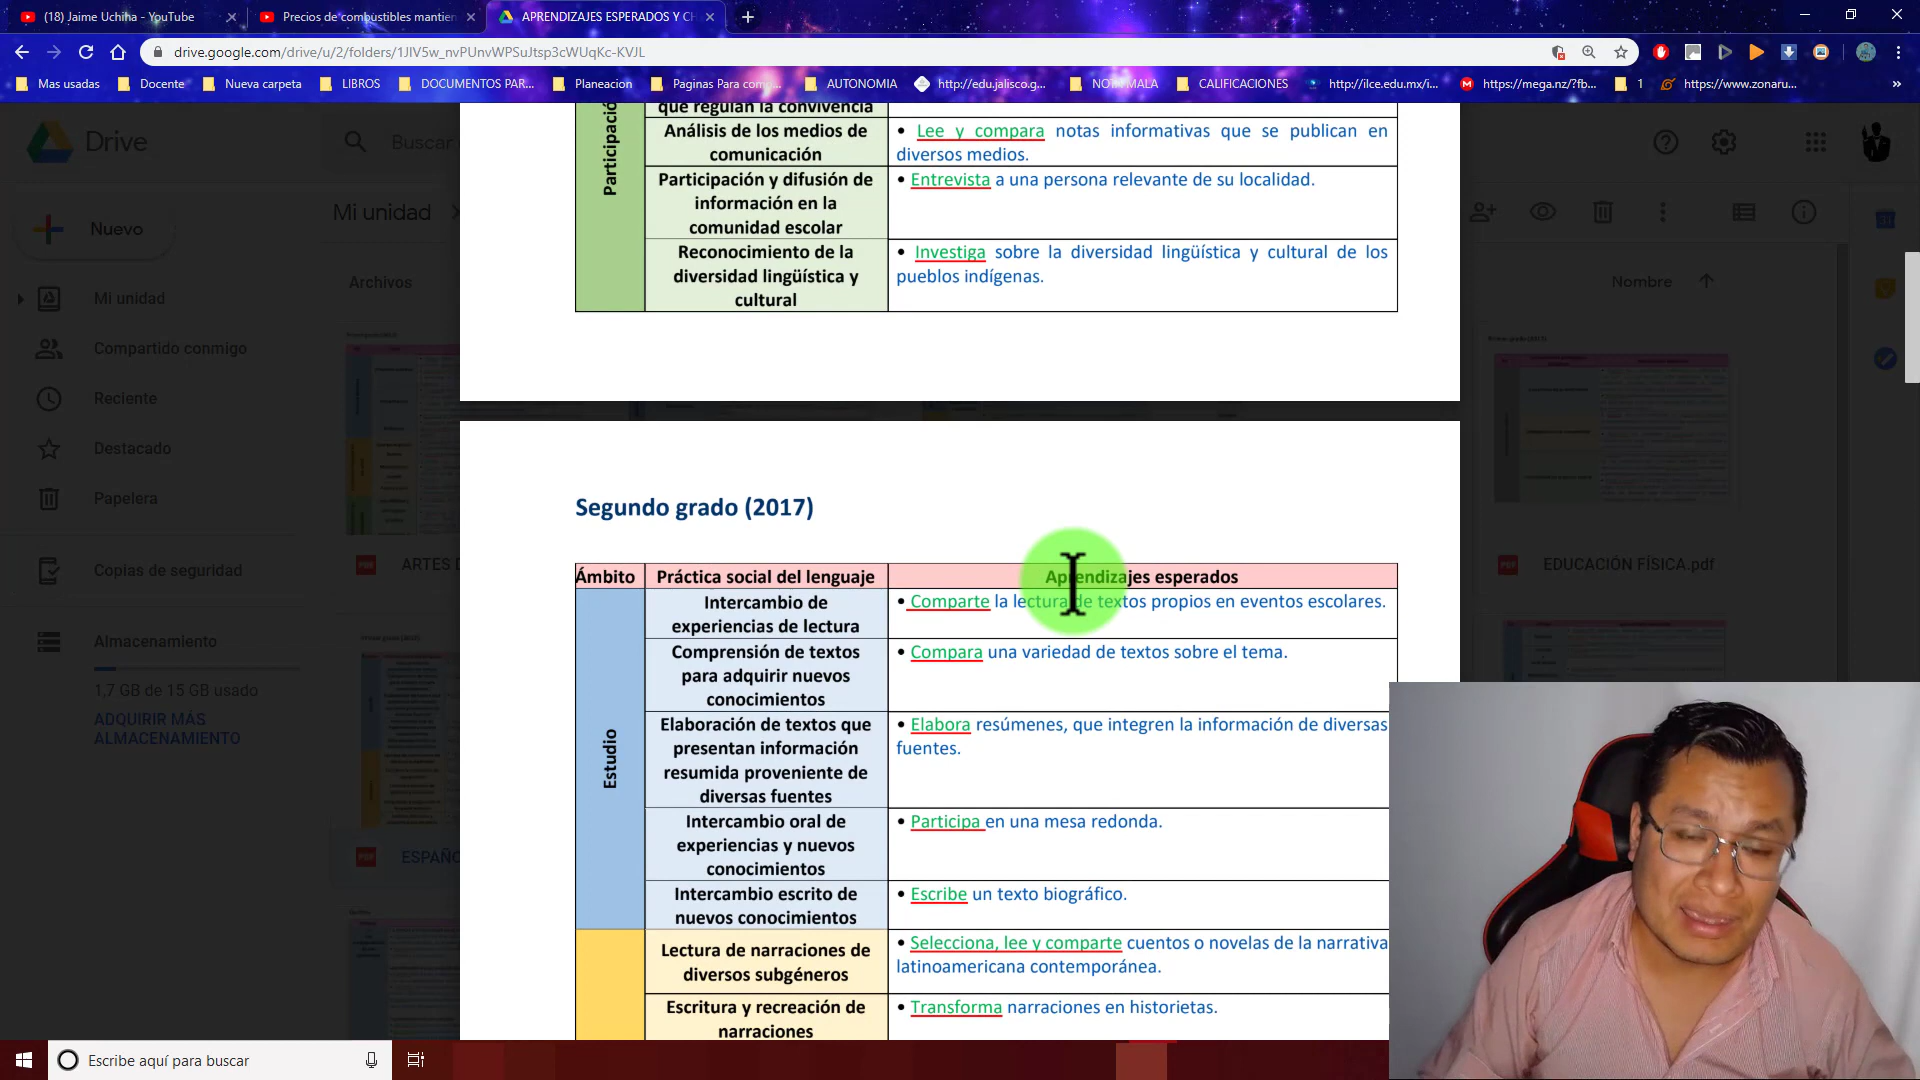 (18) Jaime Uchiha - YouTube
Precios de combustibles mantien
APRENDIZAJES ESPERADOS Y CH
drive.google.com/drive/u/2/folders/1JIV5w_nvPUnvWPSuJtsp3cWUqKc-KVJL
Mas usadas
Docente
Nueva carpeta
LIBROS
DOCUMENTOS PAR...
Planeacion
Paginas Para comp...
AUTONOMIA
http://edu.jalisco.g...
NOTA MALA
CALIFICACIONES
http://ilce.edu.mx/i...
https://mega.nz/?fb...
1
https://www.zonaru...
»
Drive
Buscar
Mi unidad
Nuevo
Mi unidad
Compartido conmigo
Reciente
Destacado
Papelera
Copias de seguridad
Almacenamiento
1,7 GB de 15 GB usado
ADQUIRIR MÁS
ALMACENAMIENTO
Archivos
ARTES D
ESPAÑO
Nombre
EDUCACIÓN FÍSICA.pdf
Participació
que regulan la convivencia
Análisis de los medios de
comunicación
• Lee y compara notas informativas que se publican en
diversos medios.
Participación y difusión de
información en la
comunidad escolar
• Entrevista a una persona relevante de su localidad.
Reconocimiento de la
diversidad lingüística y
cultural
• Investiga sobre la diversidad lingüística y cultural de los
pueblos indígenas.
Segundo grado (2017)
Ámbito
Práctica social del lenguaje
Aprendizajes esperados
Estudio
Intercambio de
experiencias de lectura
• Comparte la lectura de textos propios en eventos escolares.
Comprensión de textos
para adquirir nuevos
conocimientos
• Compara una variedad de textos sobre el tema.
Elaboración de textos que
presentan información
resumida proveniente de
diversas fuentes
• Elabora resúmenes, que integren la información de diversas
fuentes.
Intercambio oral de
experiencias y nuevos
conocimientos
• Participa en una mesa redonda.
Intercambio escrito de
nuevos conocimientos
• Escribe un texto biográfico.
Lectura de narraciones de
diversos subgéneros
• Selecciona, lee y comparte cuentos o novelas de la narrativa
latinoamericana contemporánea.
Escritura y recreación de
narraciones
• Transforma narraciones en historietas.
Escribe aquí para buscar